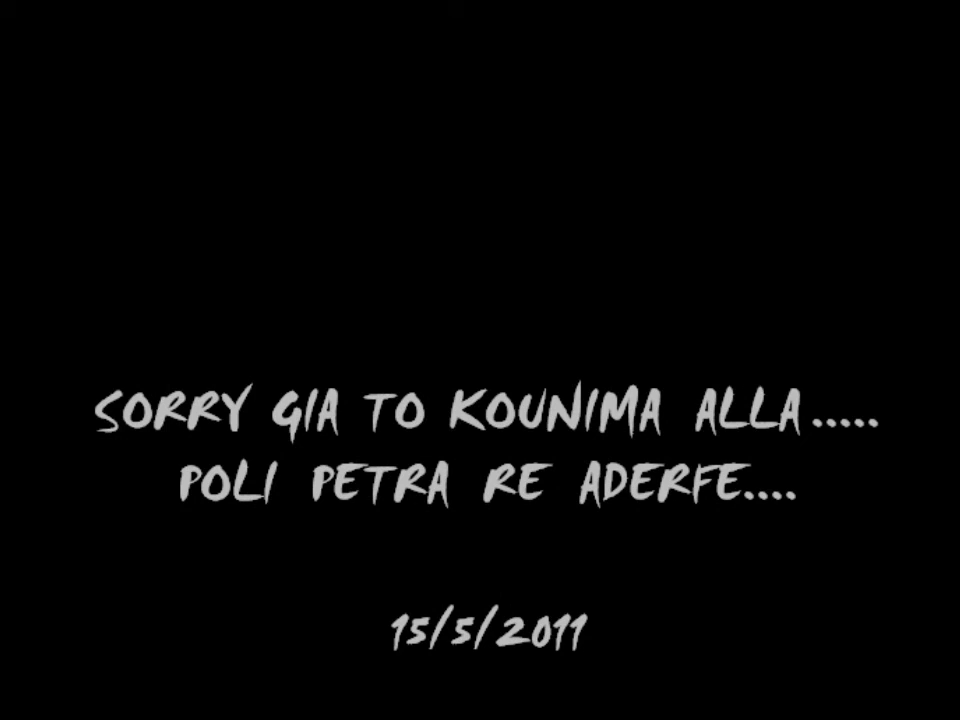 SORRY GIA TO KOUNIMA ALLA.....
POLI PETRA RE ADERFE....
15/5/2011